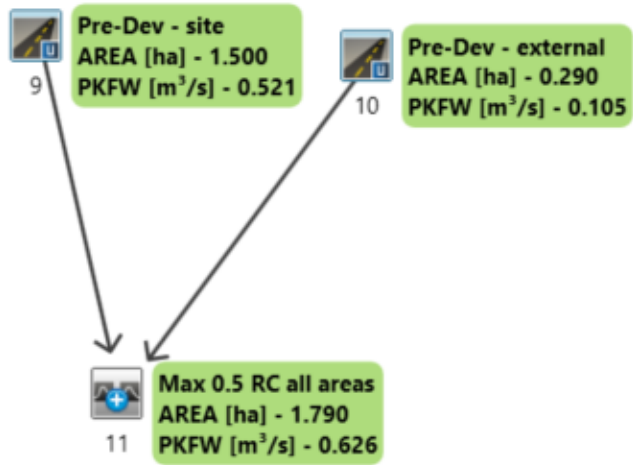 Pre-Dev - site
AREA [ha] - 1.500
PKFW [m³/s] - 0.521
U
9
Pre-Dev - external
AREA [ha] - 0.290
PKFW [m³/s] - 0.105
U
10
Max 0.5 RC all areas
AREA [ha] - 1.790
PKFW [m³/s] - 0.626
11